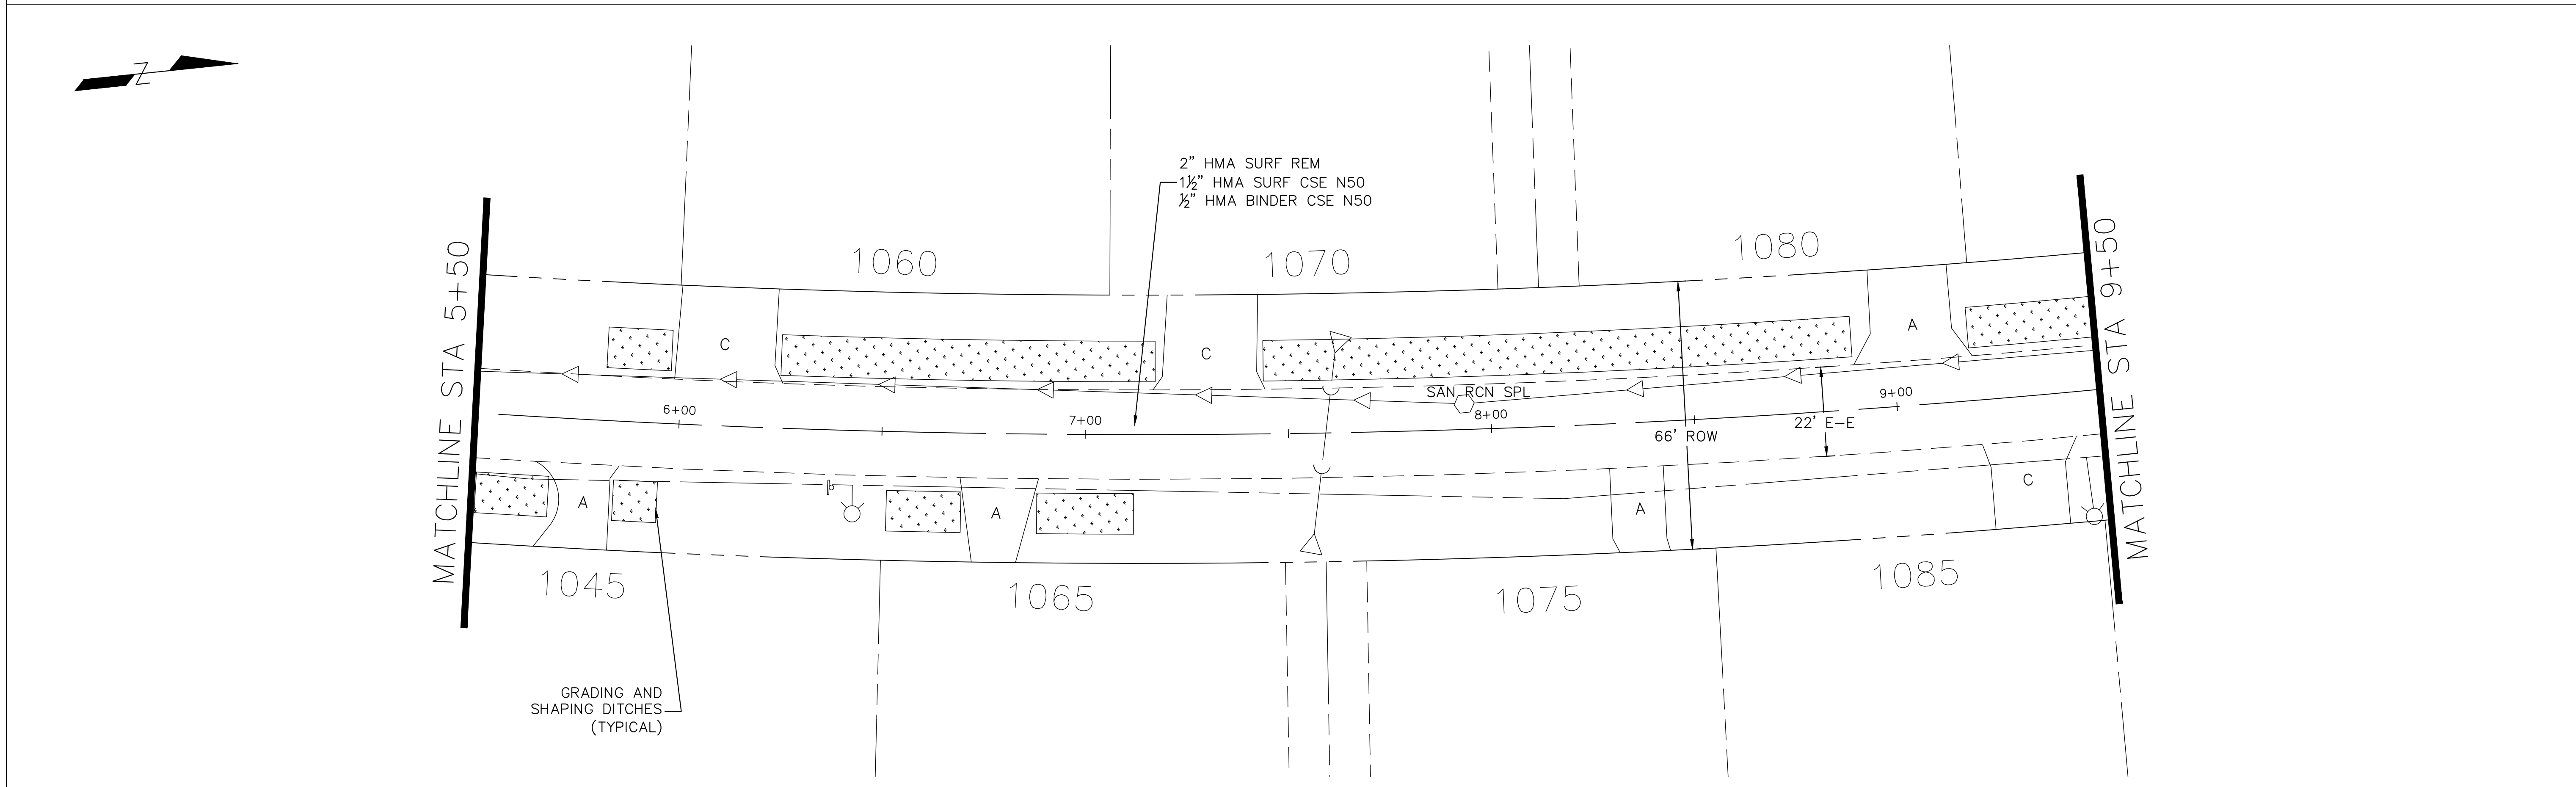 Z
2" HMA SURF REM
1½" HMA SURF CSE N50
½" HMA BINDER CSE N50
1060
1070
1080
MATCHLINE STA 5+50
MATCHLINE STA 9+50
C
C
A
SAN RCN SPL
6+00
7+00
8+00
9+00
66' ROW
22' E-E
A
A
A
C
1045
1065
1075
1085
GRADING AND
SHAPING DITCHES
(TYPICAL)